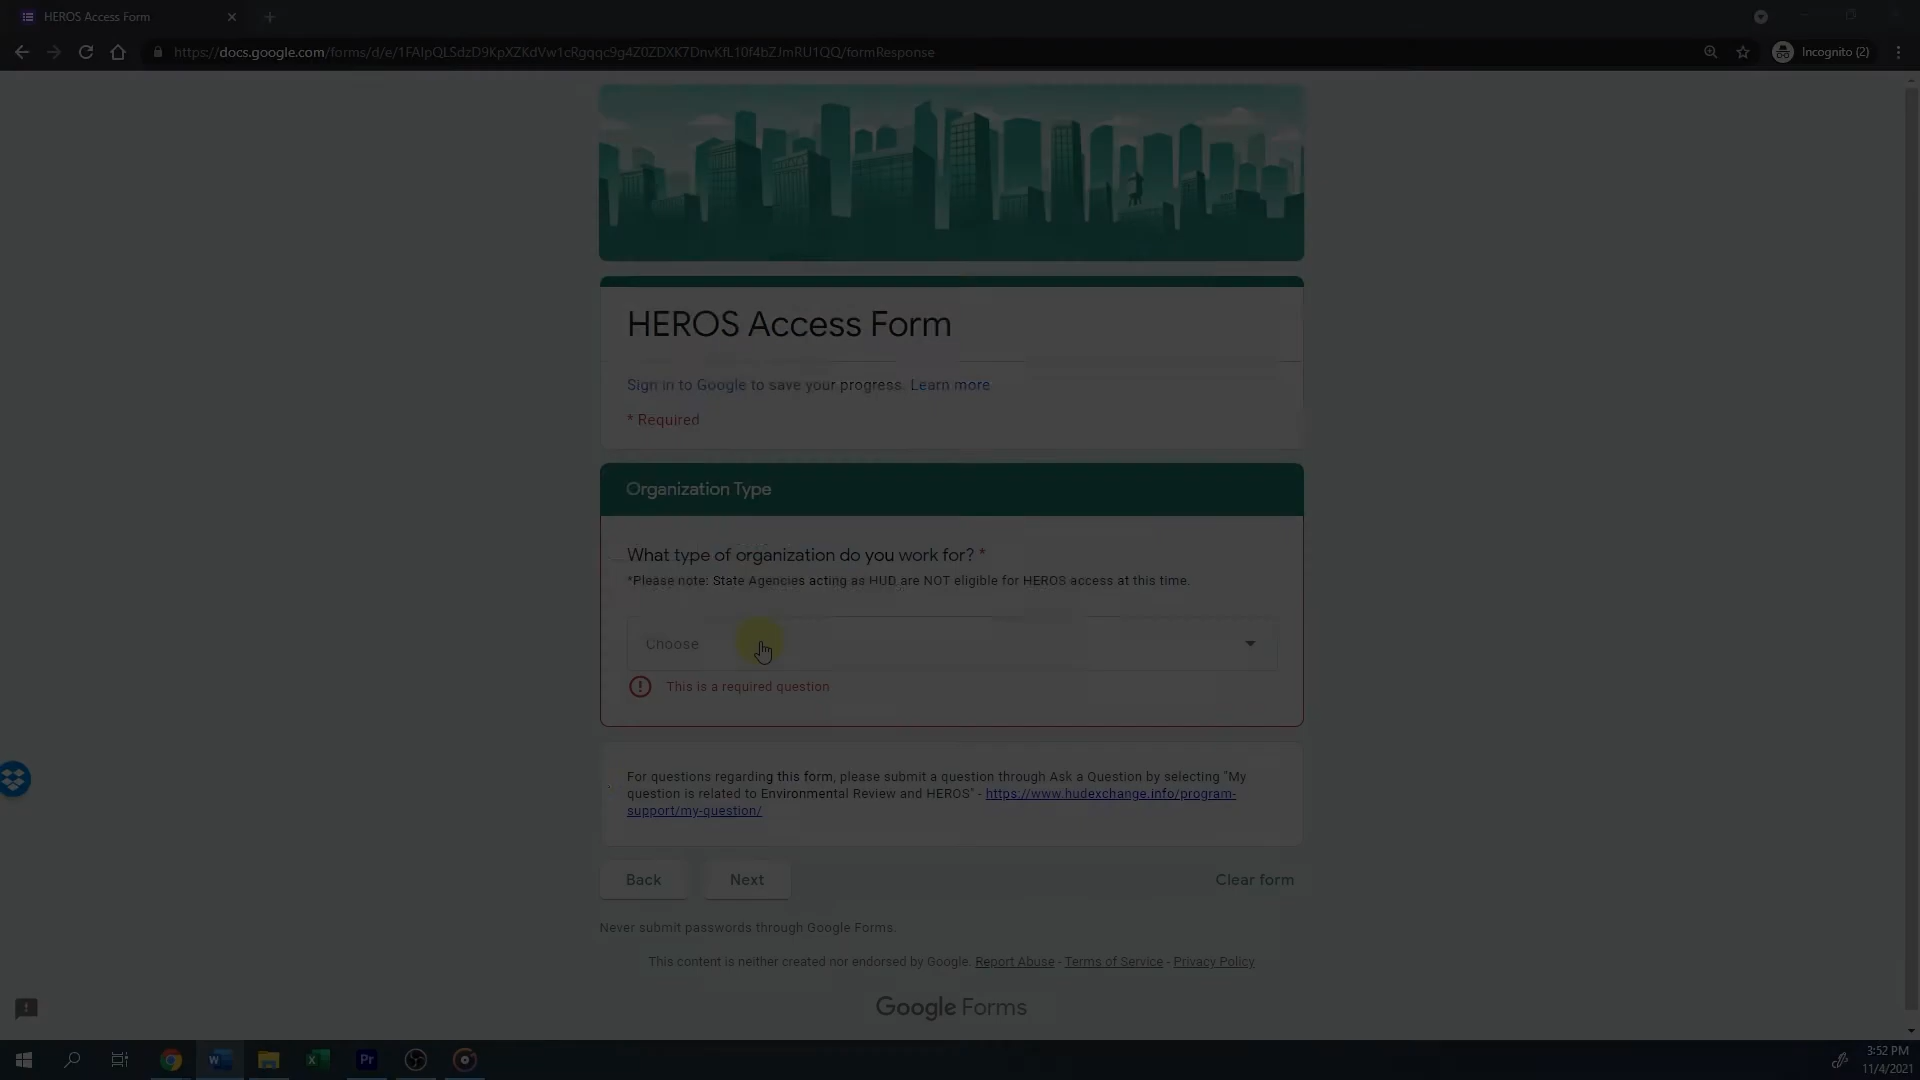 HEROS Access Form
https://docs.google.com/forms/d/e/1FAIpQLSdzD9KpXZKdVw1cRgqqc9g4Z0ZDXK7DnvKfL10f4bZJmRU1QQ/formResponse
Incognito (2)
HEROS Access Form
Sign in to Google to save your progress. Learn more
* Required
Organization Type
What type of organization do you work for? *
*Please note: State Agencies acting as HUD are NOT eligible for HEROS access at this time.
Choose
This is a required question
For questions regarding this form, please submit a question through Ask a Question by selecting "My
question is related to Environmental Review and HEROS" - https://www.hudexchange.info/program-
support/my-question/
Back
Next
Clear form
Never submit passwords through Google Forms.
This content is neither created nor endorsed by Google. Report Abuse - Terms of Service - Privacy Policy
Google Forms
Pr
3:52 PM
11/4/2021